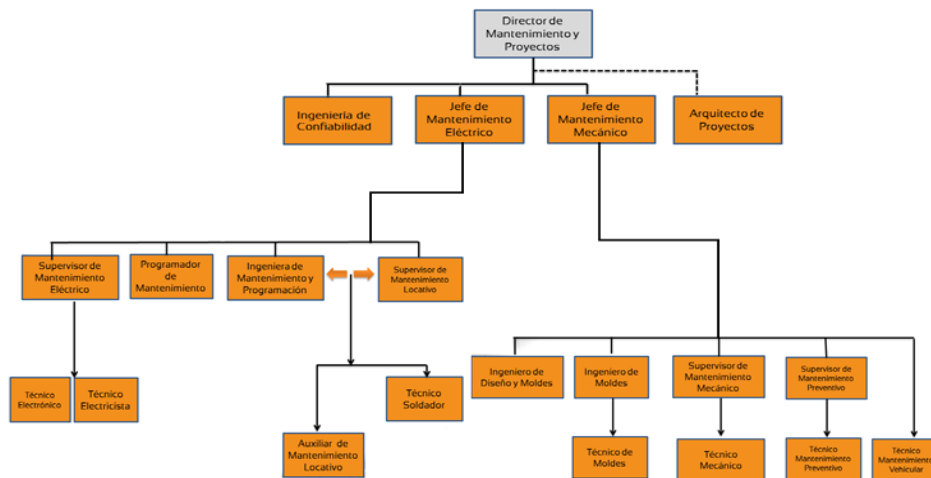 Director de
Mantenimiento y
Proyectos
Ingeniería de
Confiabilidad
Jefe de
Mantenimiento
Eléctrico
Jefe de
Mantenimiento
Mecánico
Arquitecto de
Proyectos
Supervisor de
Mantenimiento
Eléctrico
Programador
de
Mantenimiento
Ingeniera de
Mantenimiento y
Programación
Supervisor de
Mantenimiento
Locativo
Ingeniero de
Diseño y Moldes
Ingeniero de
Moldes
Supervisor de
Mantenimiento
Mecánico
Supervisor de
Mantenimiento
Preventivo
Técnico
Electrónico
Técnico
Electricista
Técnico
Soldador
Auxiliar de
Mantenimiento
Locativo
Técnico de
Moldes
Técnico
Mecánico
Técnico
Mantenimiento
Preventivo
Técnico
Mantenimiento
Vehicular